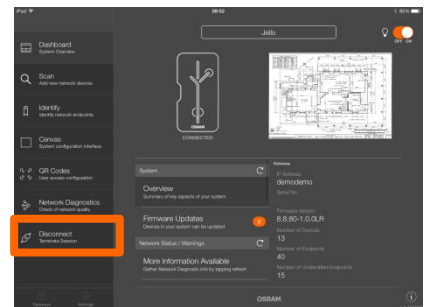 iPad
08:52
85%
Jello
OFF ON
Dashboard
System Overview
Scan
Add new network devices
Identify
Identify network endpoints
Canvas
System configuration interface
QR Codes
User access configuration
Network Diagnostics
Check of network quality
Disconnect
Terminate Session
OSRAM
CONNECTED
System
Overview
Summary of key aspects of your system
Firmware Updates
Devices in your system can be updated
Network Status / Warnings
More Information Available
Gather Network Diagnostic info by tapping refresh
Gateway
IP Address
demodemo
Serial No
Firmware Version
8.8.80-1.0.0LR
Number of Devices
13
Number of Endpoints
40
Number of Unidentified Endpoints
15
Settings
OSRAM